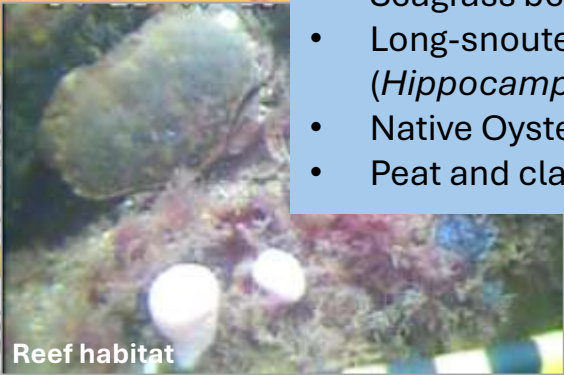 • Long-snoute
(Hippocamp
• Native Oyste
• Peat and cla
Reef habitat